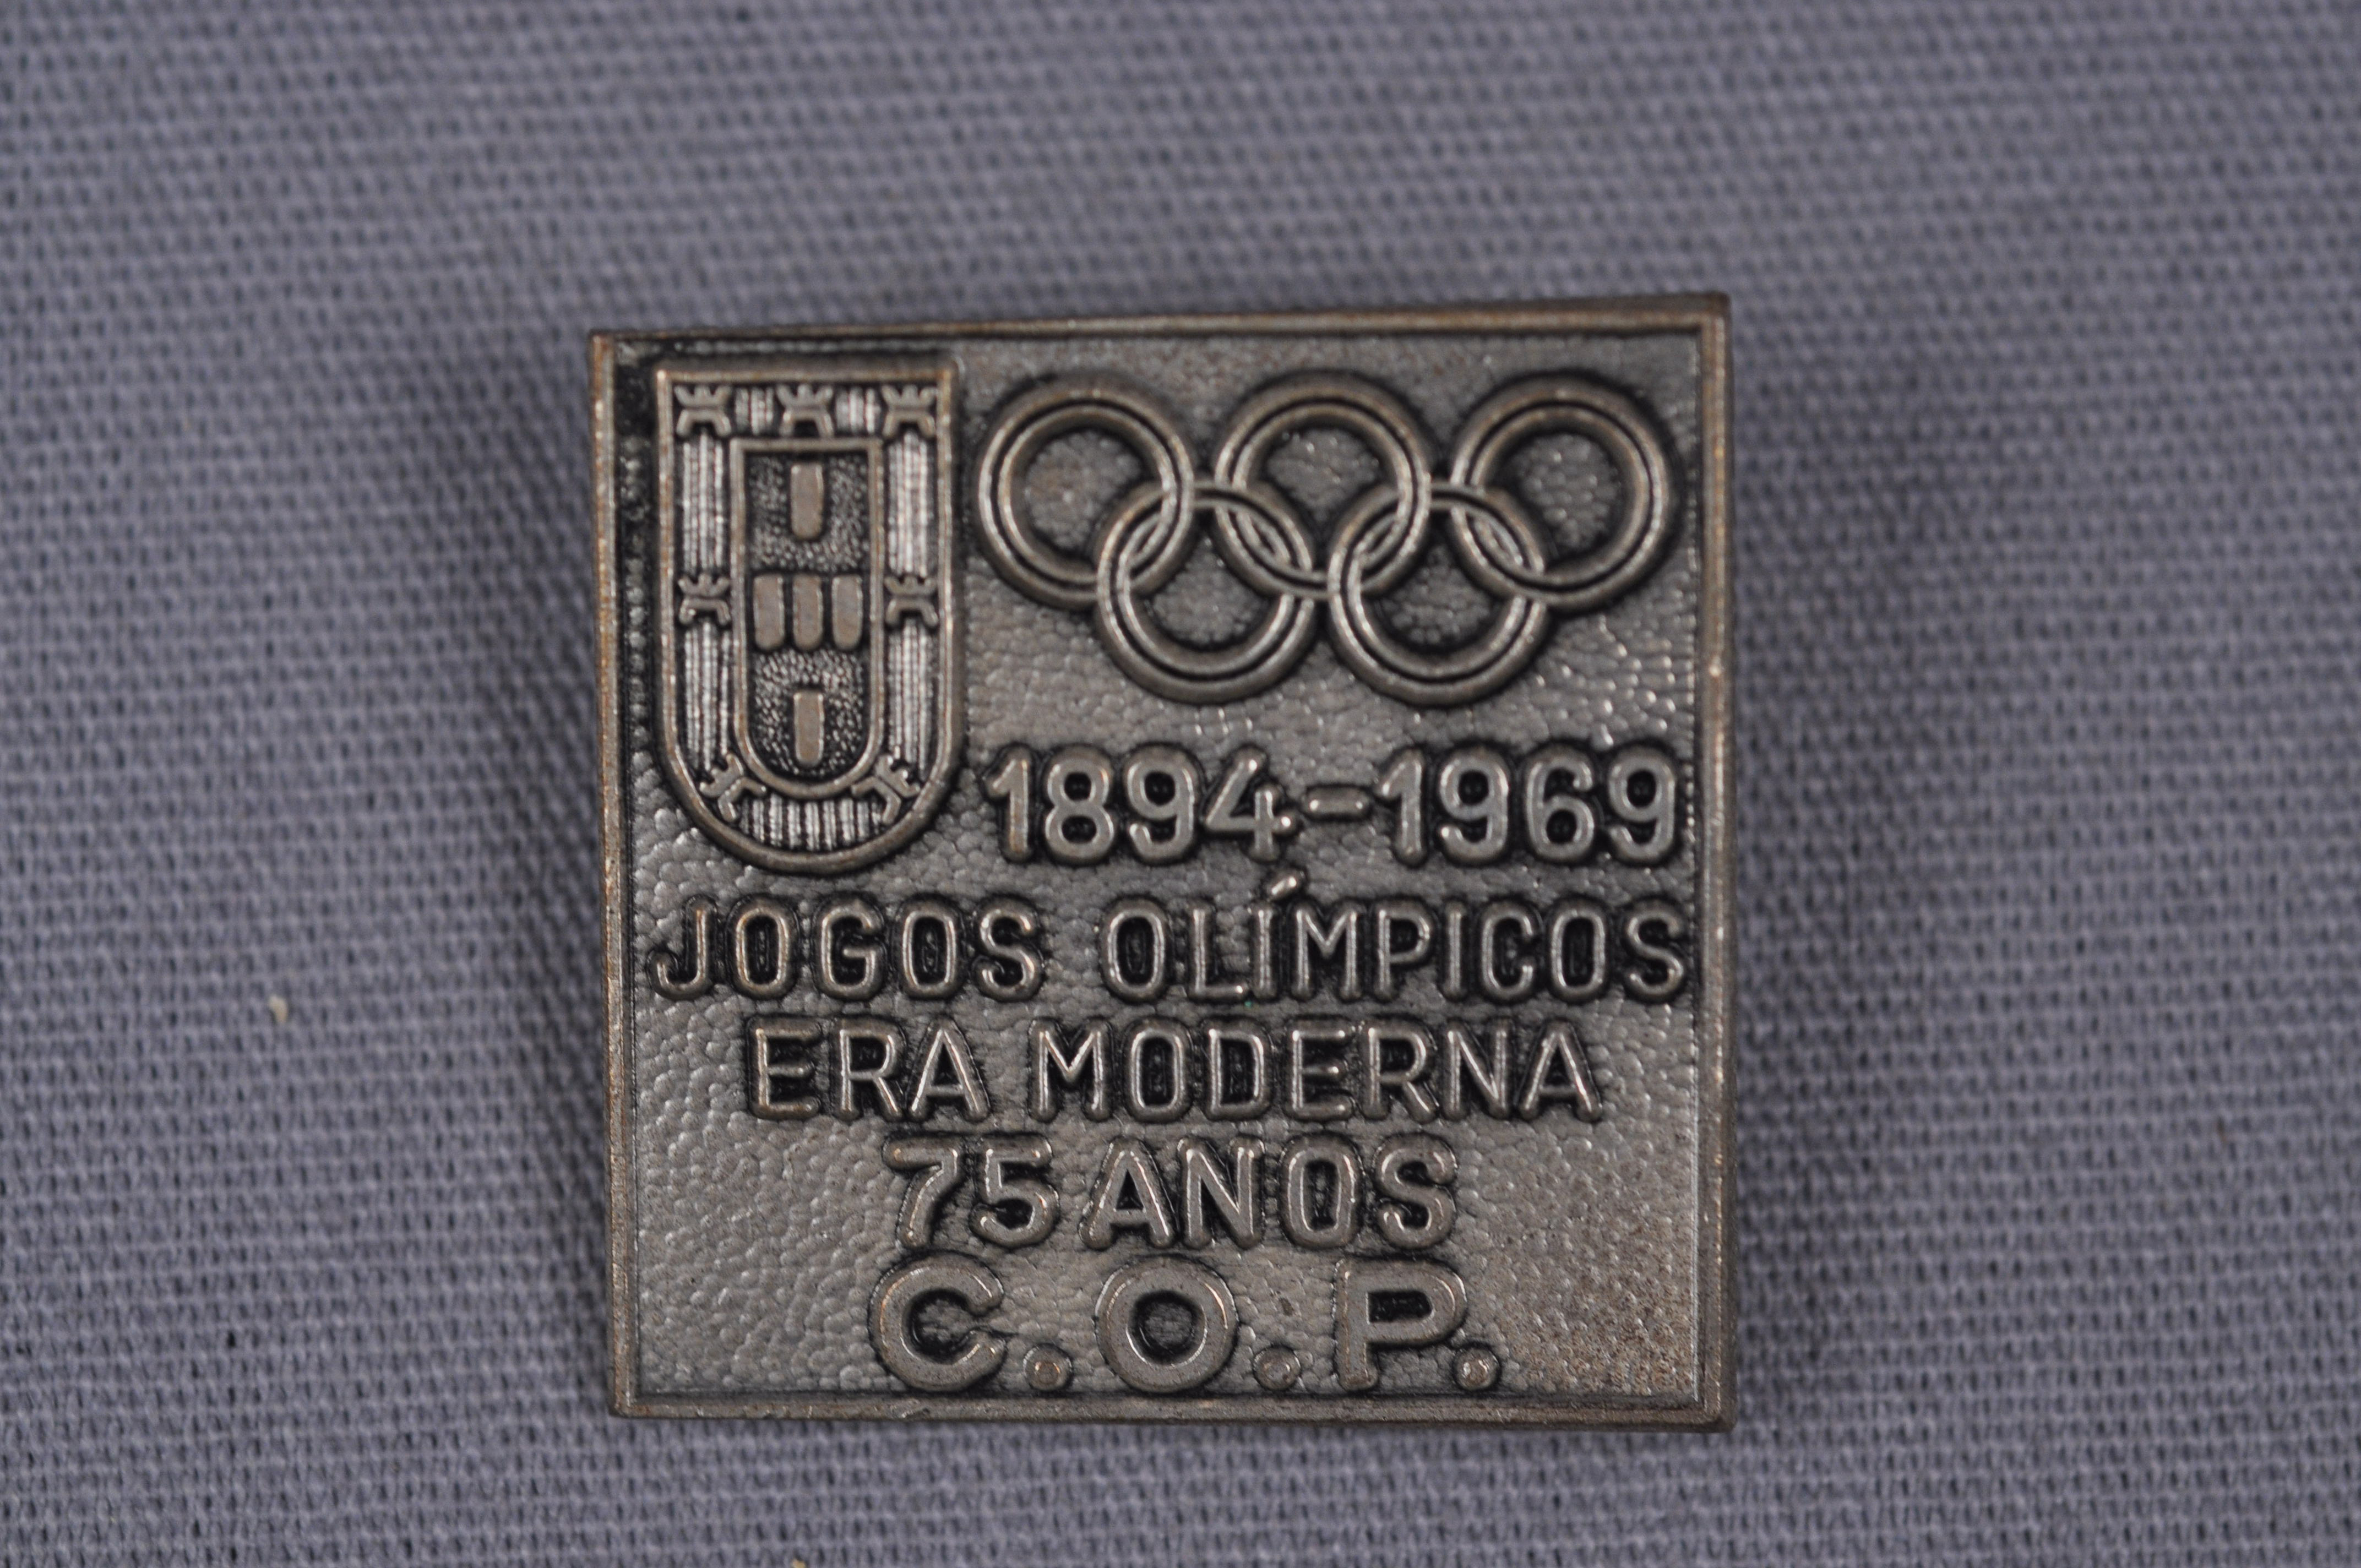 1894-1969
JOGOS OLÍMPICOS
ERA MODERNA
75 ANOS
C.O.P.